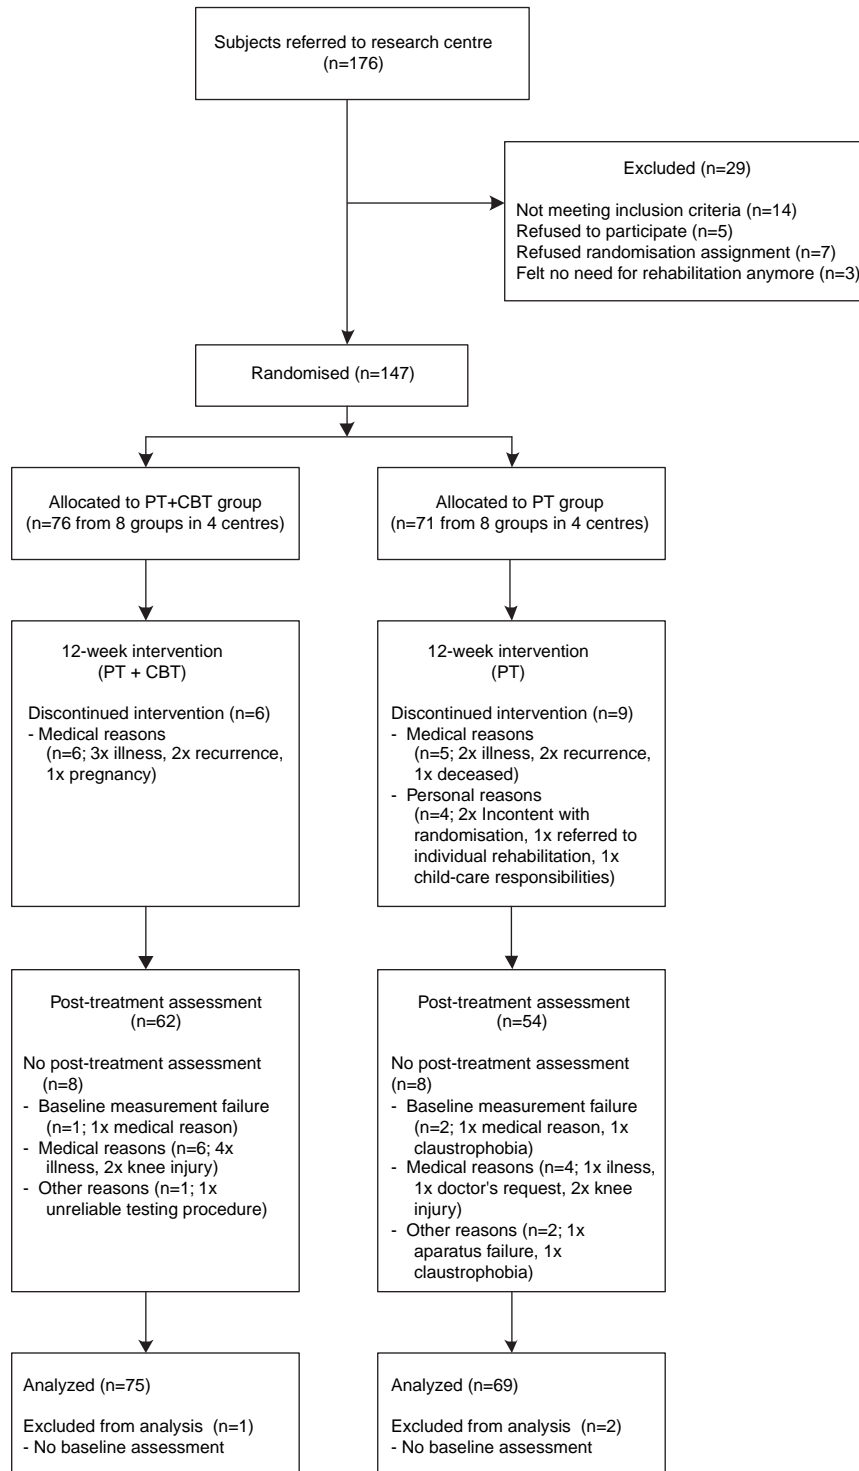 Subjects referred to research centre
(n=176)
Excluded (n=29)
Not meeting inclusion criteria (n=14)
Refused to participate (n=5)
Refused randomisation assignment (n=7)
Felt no need for rehabilitation anymore (n=3)
Randomised (n=147)
Allocated to PT+CBT group
(n=76 from 8 groups in 4 centres)
Allocated to PT group
(n=71 from 8 groups in 4 centres)
12-week intervention
(PT + CBT)
Discontinued intervention (n=6)
- Medical reasons
(n=6; 3x illness, 2x recurrence,
1x pregnancy)
12-week intervention
(PT)
Discontinued intervention (n=9)
- Medical reasons
(n=5; 2x illness, 2x recurrence,
1x deceased)
- Personal reasons
(n=4; 2x Incontent with
randomisation, 1x referred to
individual rehabilitation, 1x
child-care responsibilities)
Post-treatment assessment
(n=62)
No post-treatment assessment
(n=8)
- Baseline measurement failure
(n=1; 1x medical reason)
- Medical reasons (n=6; 4x
illness, 2x knee injury)
- Other reasons (n=1; 1x
unreliable testing procedure)
Post-treatment assessment
(n=54)
No post-treatment assessment
(n=8)
- Baseline measurement failure
(n=2; 1x medical reason, 1x
claustrophobia)
- Medical reasons (n=4; 1x ilness,
1x doctor's request, 2x knee
injury)
- Other reasons (n=2; 1x
aparatus failure, 1x
claustrophobia)
Analyzed (n=75)
Excluded from analysis (n=1)
- No baseline assessment
Analyzed (n=69)
Excluded from analysis (n=2)
- No baseline assessment